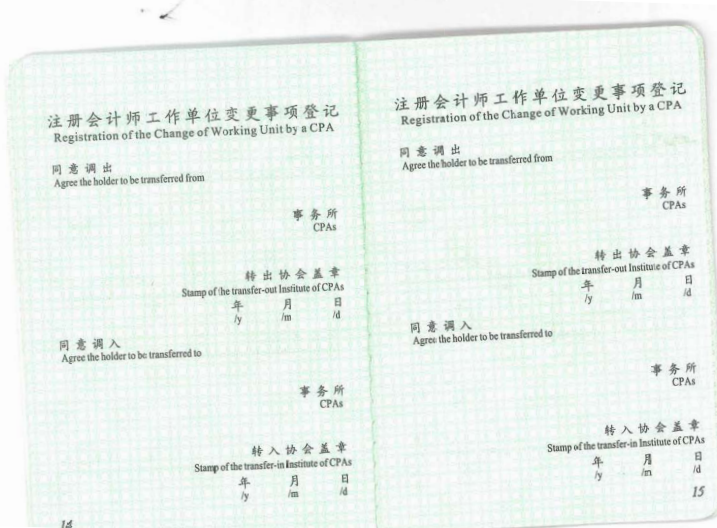 注册会计师工作单位变更事项登记
Registration of the Change of Working Unit by a CPA
同意调出
Agree the holder to be transferred from
事务所
CPAs
转出协会盖章
Stamp of the transfer-out Institute of CPAs
年 月 日
/y /m /d
同意调入
Agree the holder to be transferred to
事务所
CPAs
转入协会盖章
Stamp of the transfer-in Institute of CPAs
年 月 日
/y /m /d
14
注册会计师工作单位变更事项登记
Registration of the Change of Working Unit by a CPA
同意调出
Agree the holder to be transferred from
事务所
CPAs
转出协会盖章
Stamp of the transfer-out Institute of CPAs
年 月 日
/y /m /d
同意调入
Agree the holder to be transferred to
事务所
CPAs
转入协会盖章
Stamp of the transfer-in Institute of CPAs
年 月 日
/y /m /d
15